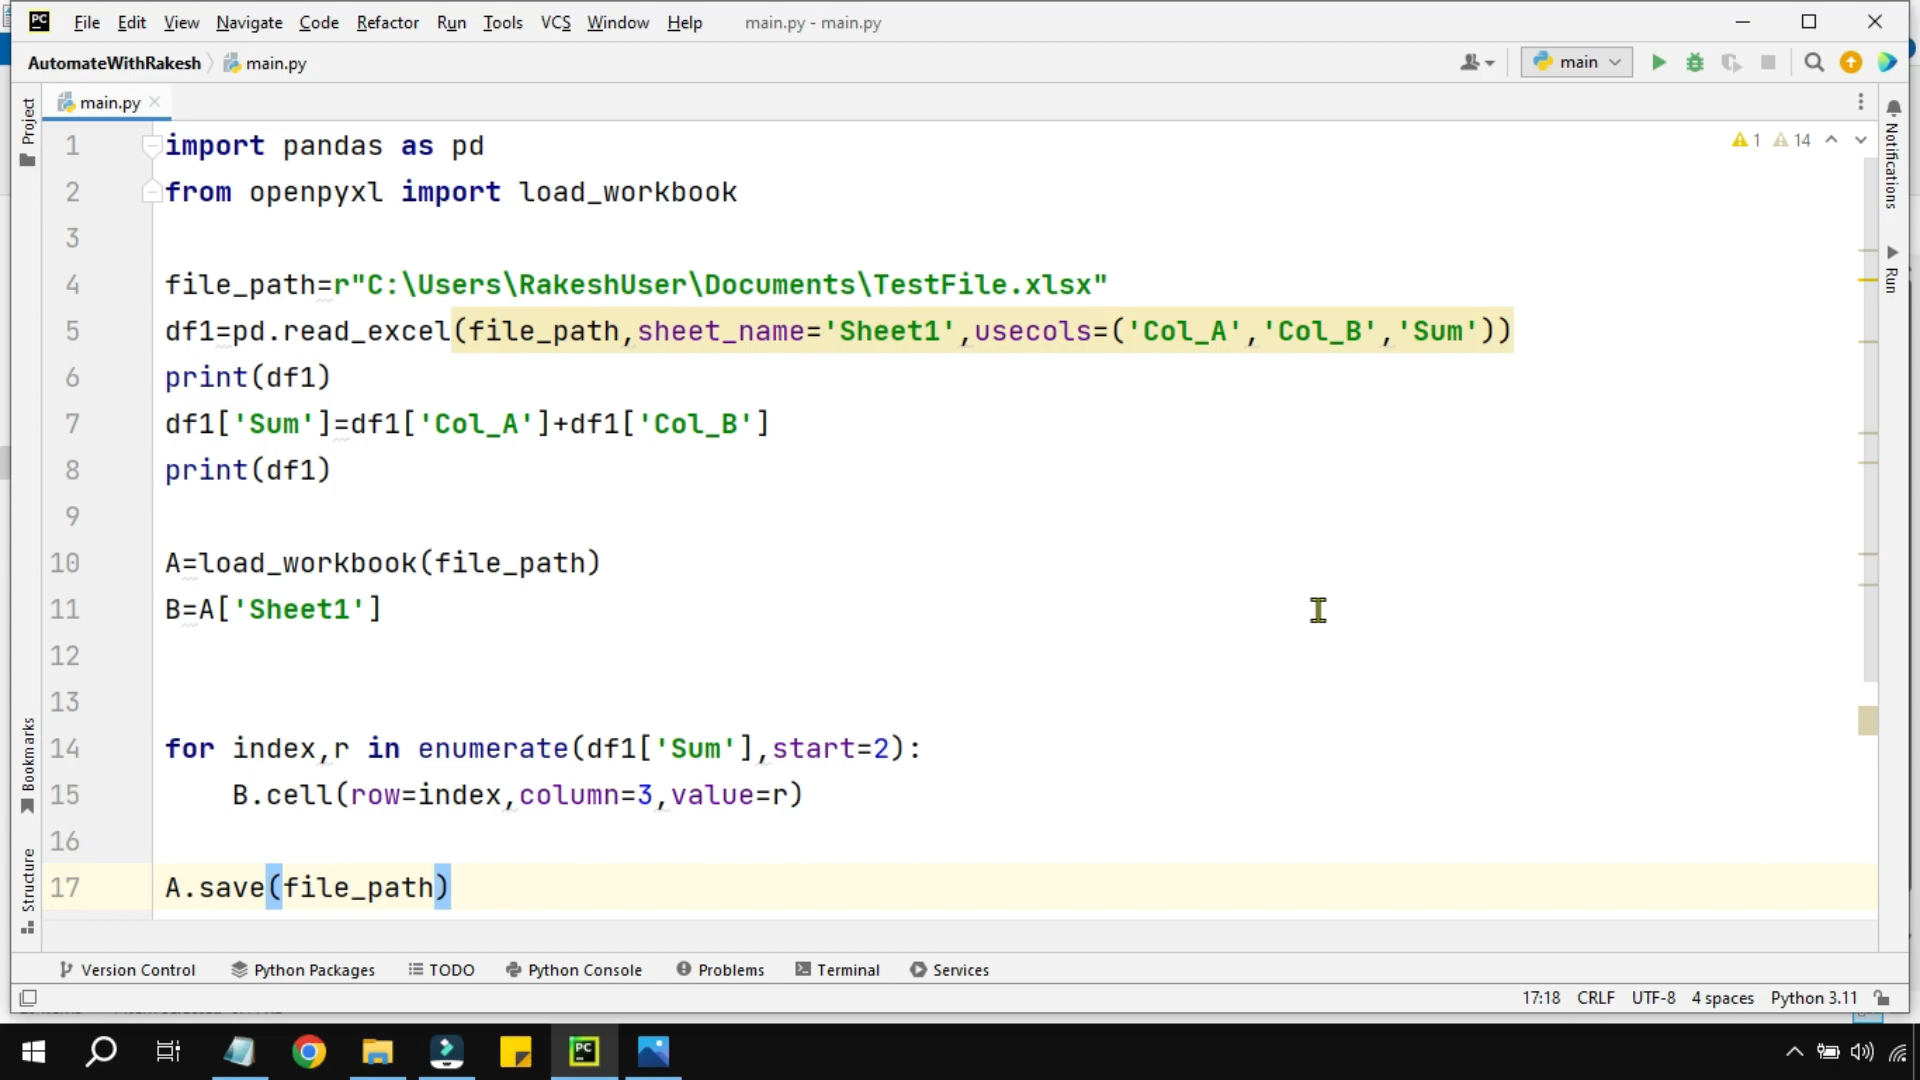 PC File Edit View Navigate Code Refactor Run Tools VCS Window Help main.py - main.py
AutomateWithRakesh main.py main
main.py
Project
Notifications
Run
Bookmarks
Structure
1 14
1 import pandas as pd
2 from openpyxl import load_workbook
3
4 file_path=r"C:\Users\RakeshUser\Documents\TestFile.xlsx"
5 df1=pd.read_excel(file_path,sheet_name='Sheet1',usecols=('Col_A','Col_B','Sum'))
6 print(df1)
7 df1['Sum']=df1['Col_A']+df1['Col_B']
8 print(df1)
9
10 A=load_workbook(file_path)
11 B=A['Sheet1']
12
13
14 for index,r in enumerate(df1['Sum'],start=2):
15     B.cell(row=index,column=3,value=r)
16
17 A.save(file_path)
Version Control Python Packages TODO Python Console Problems Terminal Services
17:18 CRLF UTF-8 4 spaces Python 3.11
PC